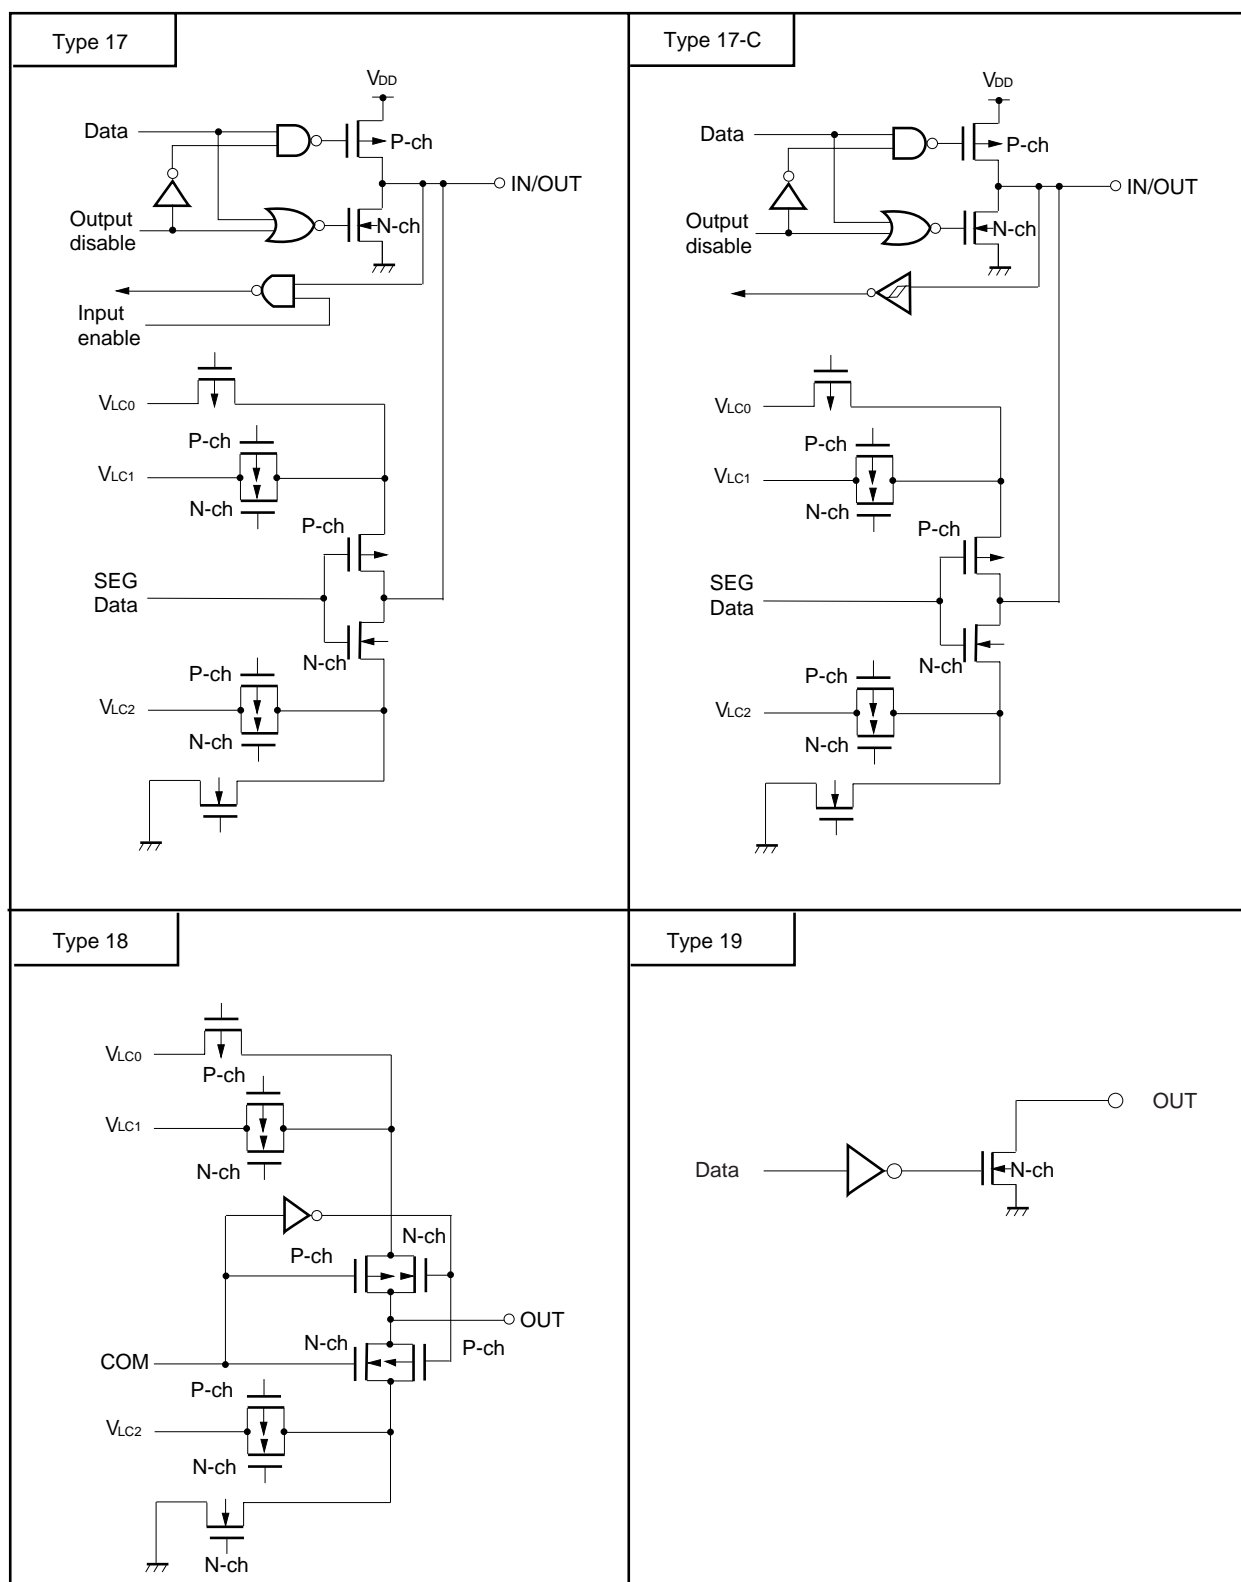 Type 17
VDD
Data
P-ch
IN/OUT
Output
disable
N-ch
Input
enable
VLC0
P-ch
VLC1
N-ch
P-ch
SEG
Data
N-ch
P-ch
VLC2
N-ch
Type 17-C
VDD
Data
P-ch
IN/OUT
Output
disable
N-ch
VLC0
P-ch
VLC1
N-ch
P-ch
SEG
Data
N-ch
P-ch
VLC2
N-ch
Type 18
VLC0
P-ch
VLC1
N-ch
N-ch
P-ch
OUT
N-ch
P-ch
COM
P-ch
VLC2
N-ch
N-ch
Type 19
OUT
Data
N-ch